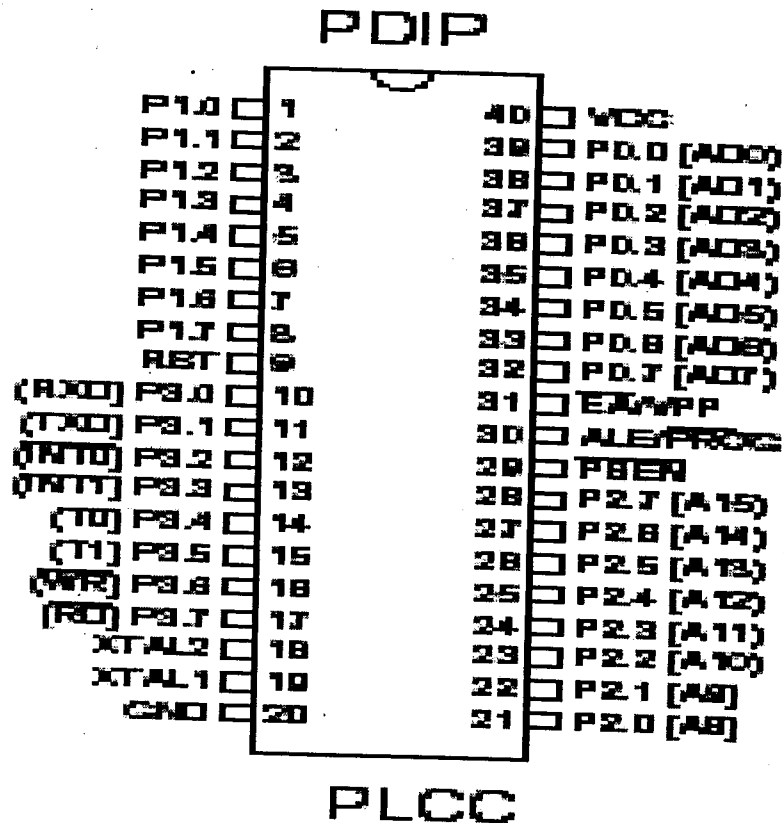 PDIP
P1.0 1 40 VCC
P1.1 2 39 P0.0 (AD0)
P1.2 3 38 P0.1 (AD1)
P1.3 4 37 P0.2 (AD2)
P1.4 5 36 P0.3 (AD3)
P1.5 6 35 P0.4 (AD4)
P1.6 7 34 P0.5 (AD5)
P1.7 8 33 P0.6 (AD6)
RST 9 32 P0.7 (AD7)
(RXD) P3.0 10 31 EA/VPP
(TXD) P3.1 11 30 ALE/PROG
(INT0) P3.2 12 29 PSEN
(INT1) P3.3 13 28 P2.7 (A15)
(T0) P3.4 14 27 P2.6 (A14)
(T1) P3.5 15 26 P2.5 (A13)
(WR) P3.6 16 25 P2.4 (A12)
(RD) P3.7 17 24 P2.3 (A11)
XTAL2 18 23 P2.2 (A10)
XTAL1 19 22 P2.1 (A9)
GND 20 21 P2.0 (A8)
PLCC